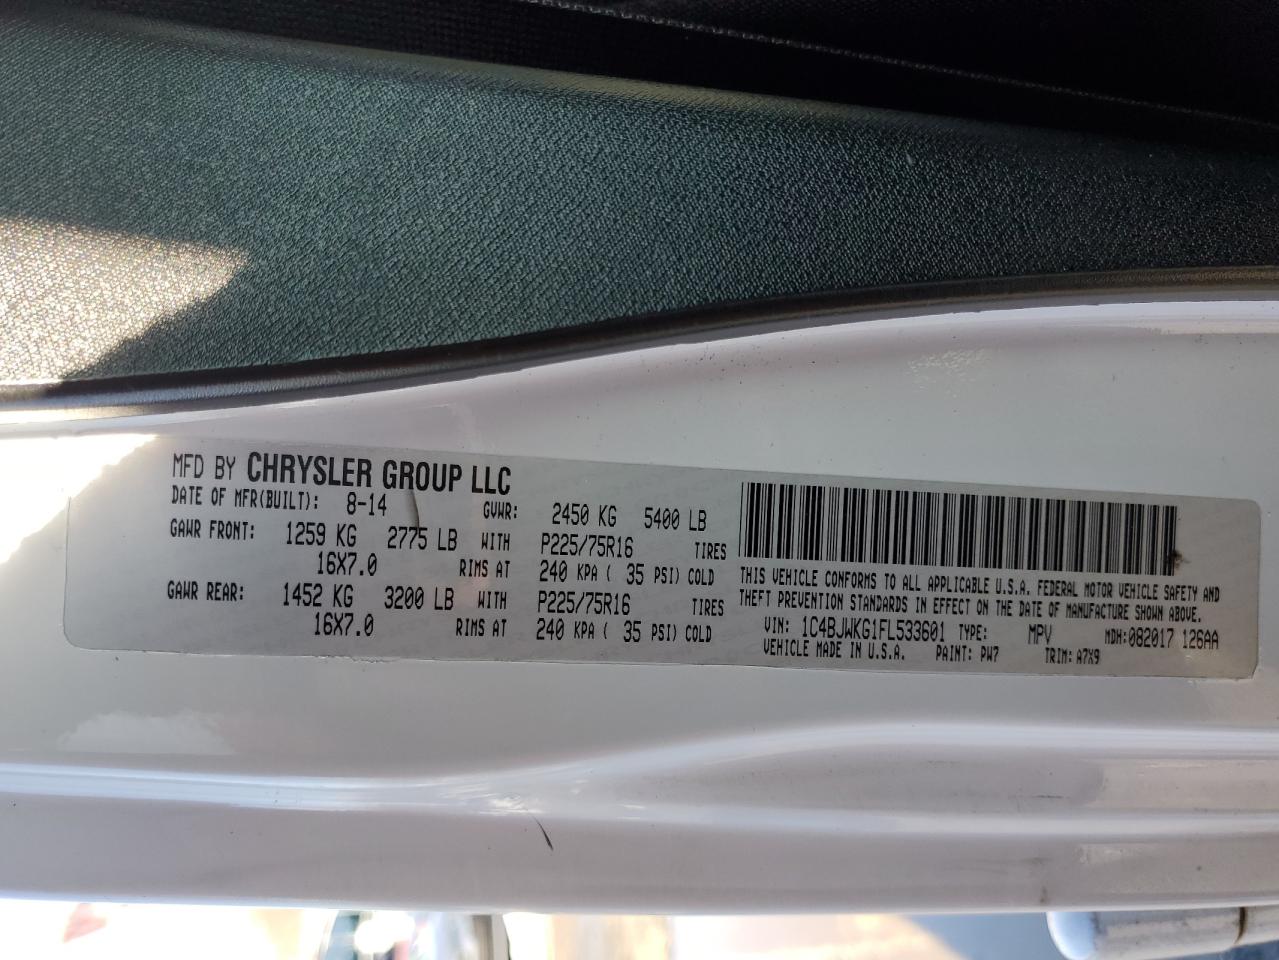 MFD BY CHRYSLER GROUP LLC
DATE OF MFR(BUILT): 8-14 GVWR: 2450 KG 5400 LB
GAWR FRONT: 1259 KG 2775 LB WITH P225/75R16 TIRES
16X7.0 RIMS AT 240 KPA ( 35 PSI) COLD
GAWR REAR: 1452 KG 3200 LB WITH P225/75R16 TIRES
16X7.0 RIMS AT 240 KPA ( 35 PSI) COLD
THIS VEHICLE CONFORMS TO ALL APPLICABLE U.S.A. FEDERAL MOTOR VEHICLE SAFETY AND
THEFT PREVENTION STANDARDS IN EFFECT ON THE DATE OF MANUFACTURE SHOWN ABOVE.
VIN: 1C4BJWKG1FL533601 TYPE: MPV MDH:082017 126AA
VEHICLE MADE IN U.S.A. PAINT: PW7 TRIM: A7X9